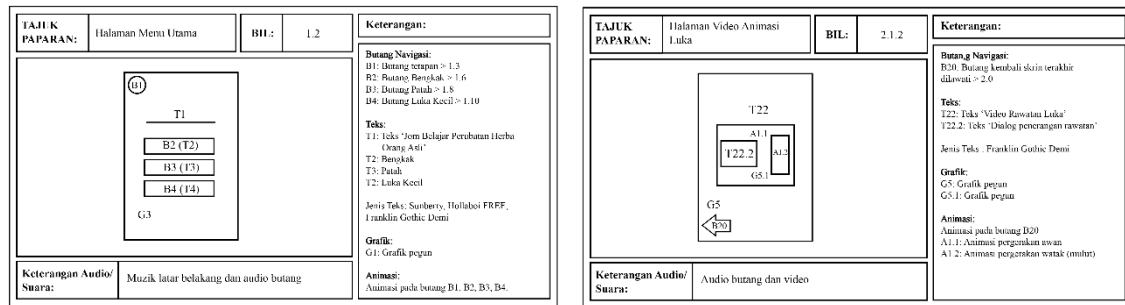 TAJUK
PAPARAN:
Halaman Menu Utama
BIL:
1.2
Keterangan:
B1
T1
B2 (T2)
B3 (T3)
B4 (T4)
G3
Butang Navigasi:
B1: Butang tetapan > 1.3
B2: Butang Bengkak > 1.6
B3: Butang Patah > 1.8
B4: Butang Luka Kecil > 1.10
Teks:
T1: Teks ‘Jom Belajar Perubatan Herba
Orang Asli’
T2: Bengkak
T3: Patah
T2: Luka Kecil
Jenis Teks: Sunberry, Hollaboi FREE,
Franklin Gothic Demi
Grafik:
G1: Grafik pegun
Animasi:
Animasi pada butang B1, B2, B3, B4.
Keterangan Audio/
Suara:
Muzik latar belakang dan audio butang
TAJUK
PAPARAN:
Halaman Video Animasi
Luka
BIL:
2.1.2
Keterangan:
T22
A1.1
T22.2
A1.2
G5.1
G5
B20
Butang Navigasi:
B20: Butang kembali skrin terakhir
dilawati > 2.0
Teks:
T22: Teks ‘Video Rawatan Luka’
T22.2: Teks ‘Dialog penerangan rawatan’
Jenis Teks : Franklin Gothic Demi
Grafik:
G5: Grafik pegun
G5.1: Grafik pegun
Animasi:
Animasi pada butang B20
A1.1: Animasi pergerakan awan
A1.2: Animasi pergerakan watak (mulut)
Keterangan Audio/
Suara:
Audio butang dan video